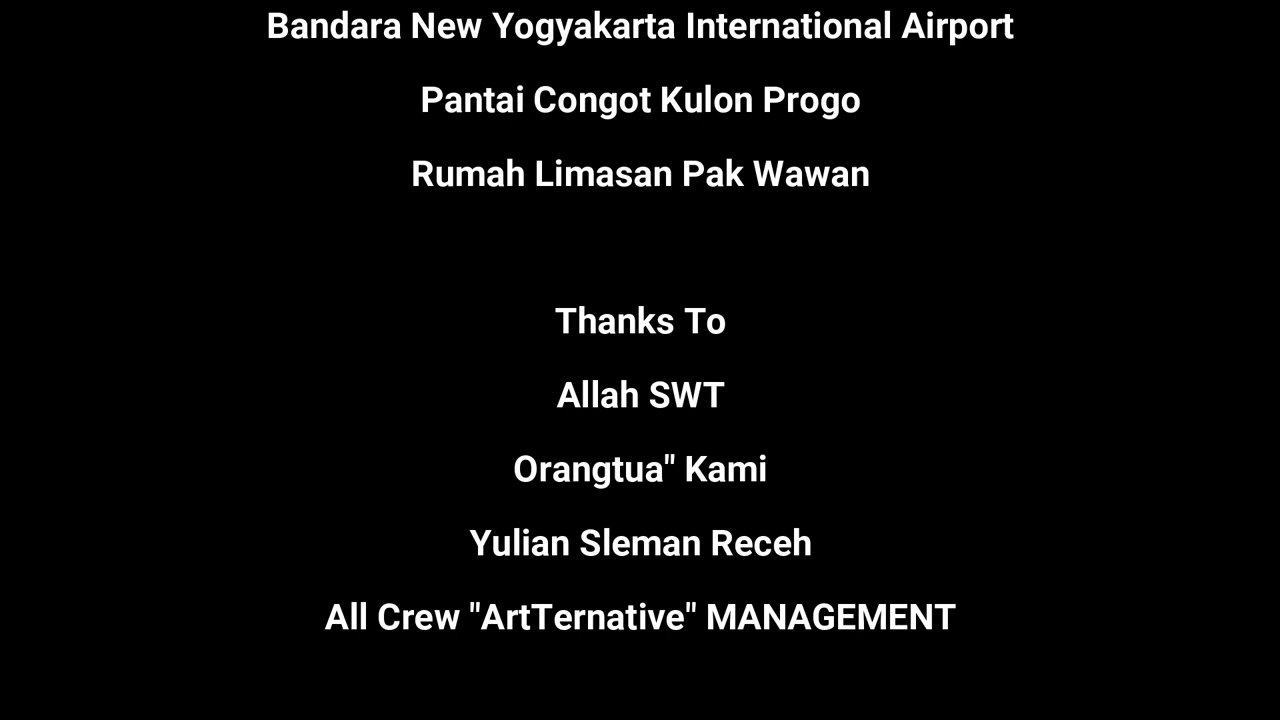 Bandara New Yogyakarta International Airport
Pantai Congot Kulon Progo
Rumah Limasan Pak Wawan
Thanks To
Allah SWT
Orangtua" Kami
Yulian Sleman Receh
All Crew "ArtTernative" MANAGEMENT